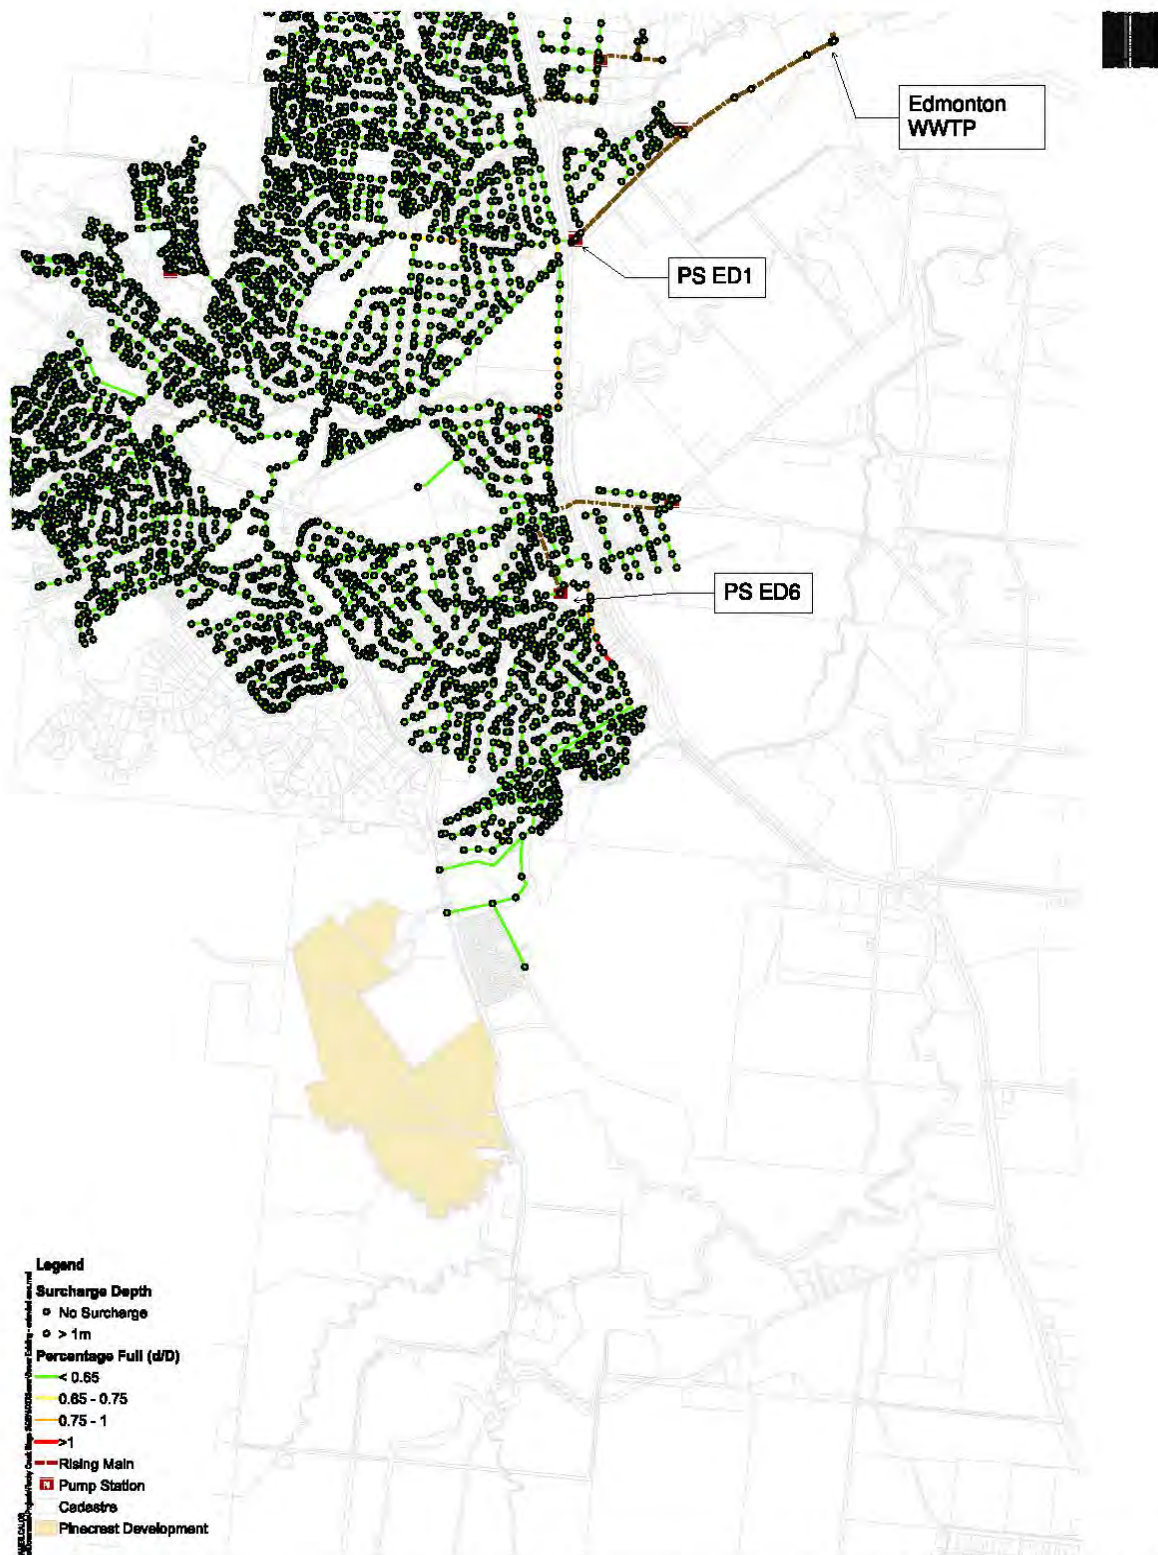 Edmonton
WWTP
PS ED1
PS ED6
Legend
Surcharge Depth
No Surcharge
> 1m
Percentage Full (d/D)
< 0.65
0.65 - 0.75
0.75 - 1
>1
Rising Main
Pump Station
Cadastre
Pinecrest Development